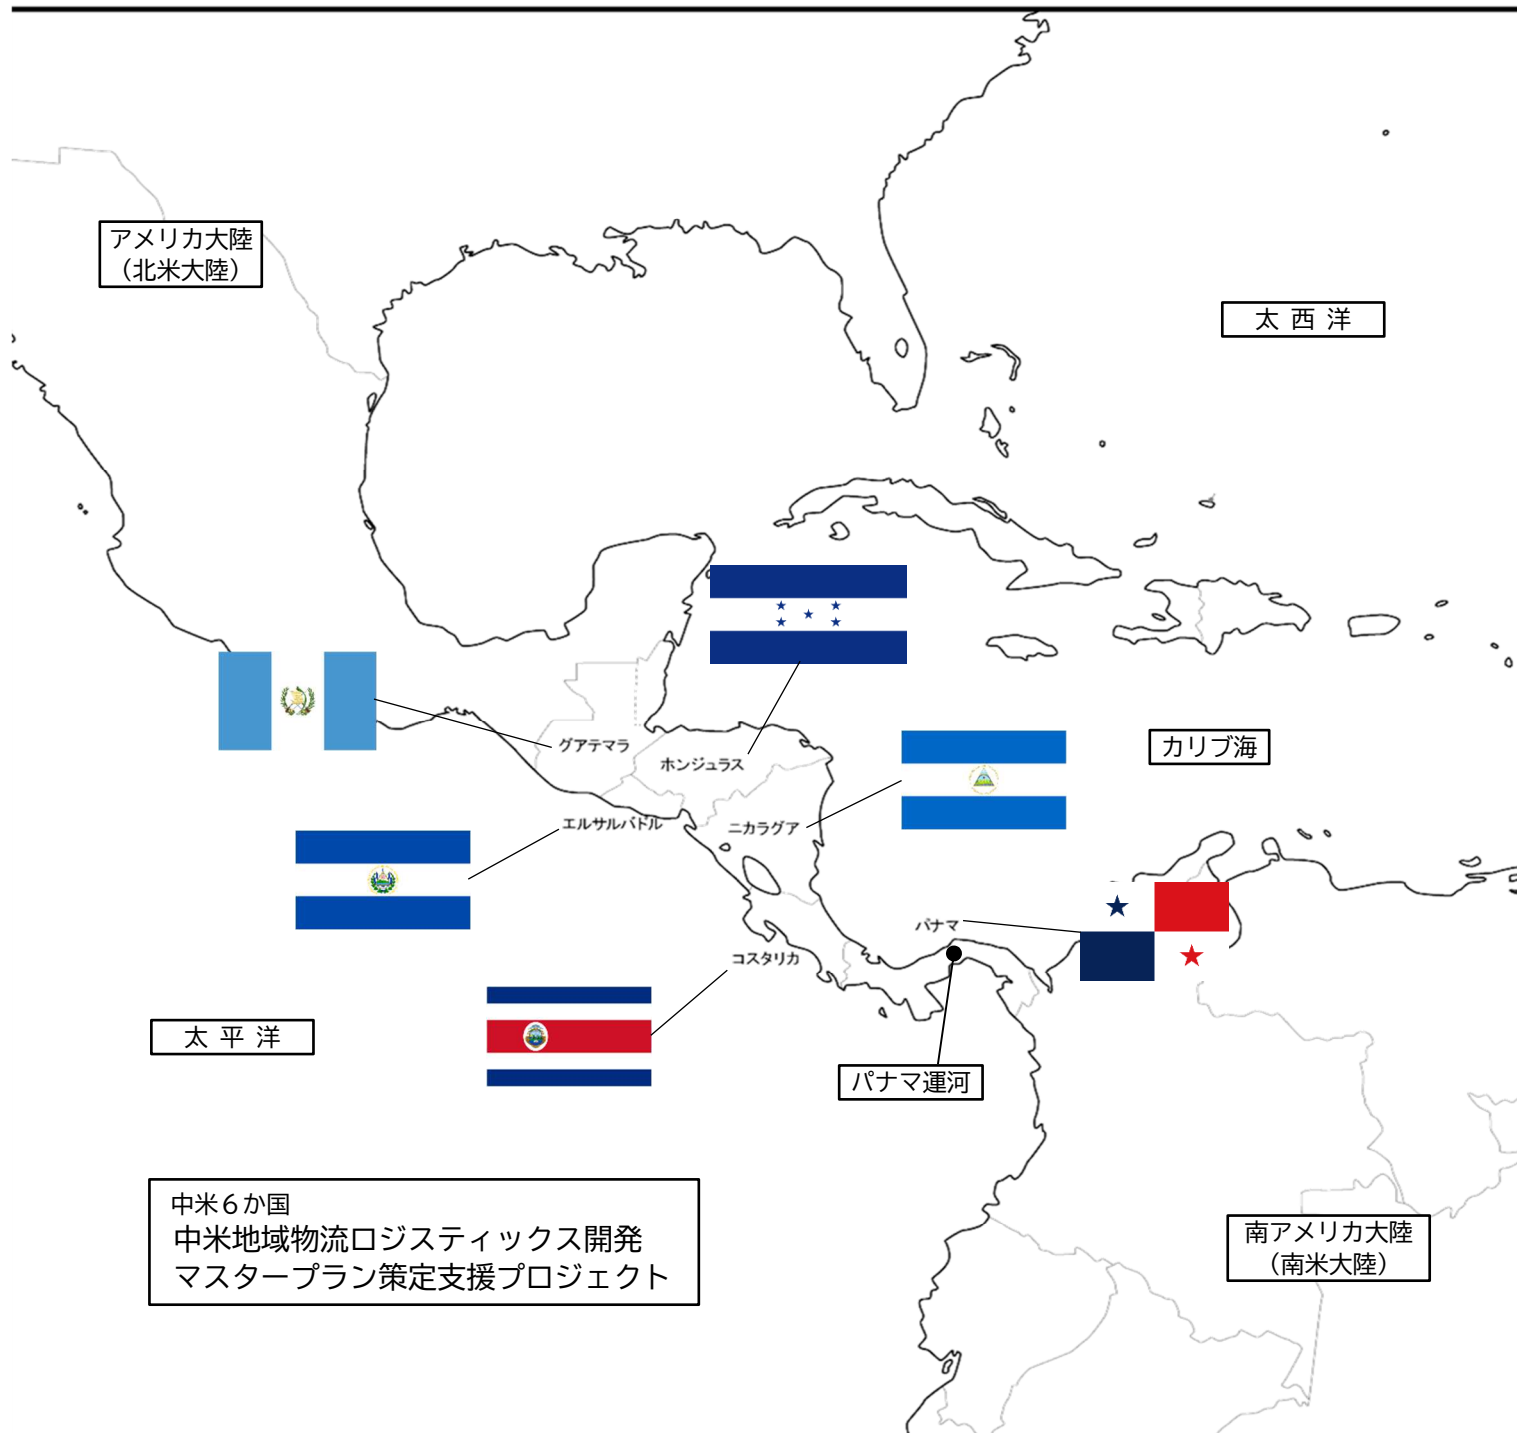 アメリカ大陸
（北米大陸）
太 西 洋
カリブ海
グアテマラ
ホンジュラス
エルサルバドル
ニカラグア
パナマ
コスタリカ
太 平 洋
パナマ運河
中米６か国
中米地域物流ロジスティックス開発
マスタープラン策定支援プロジェクト
南アメリカ大陸
（南米大陸）